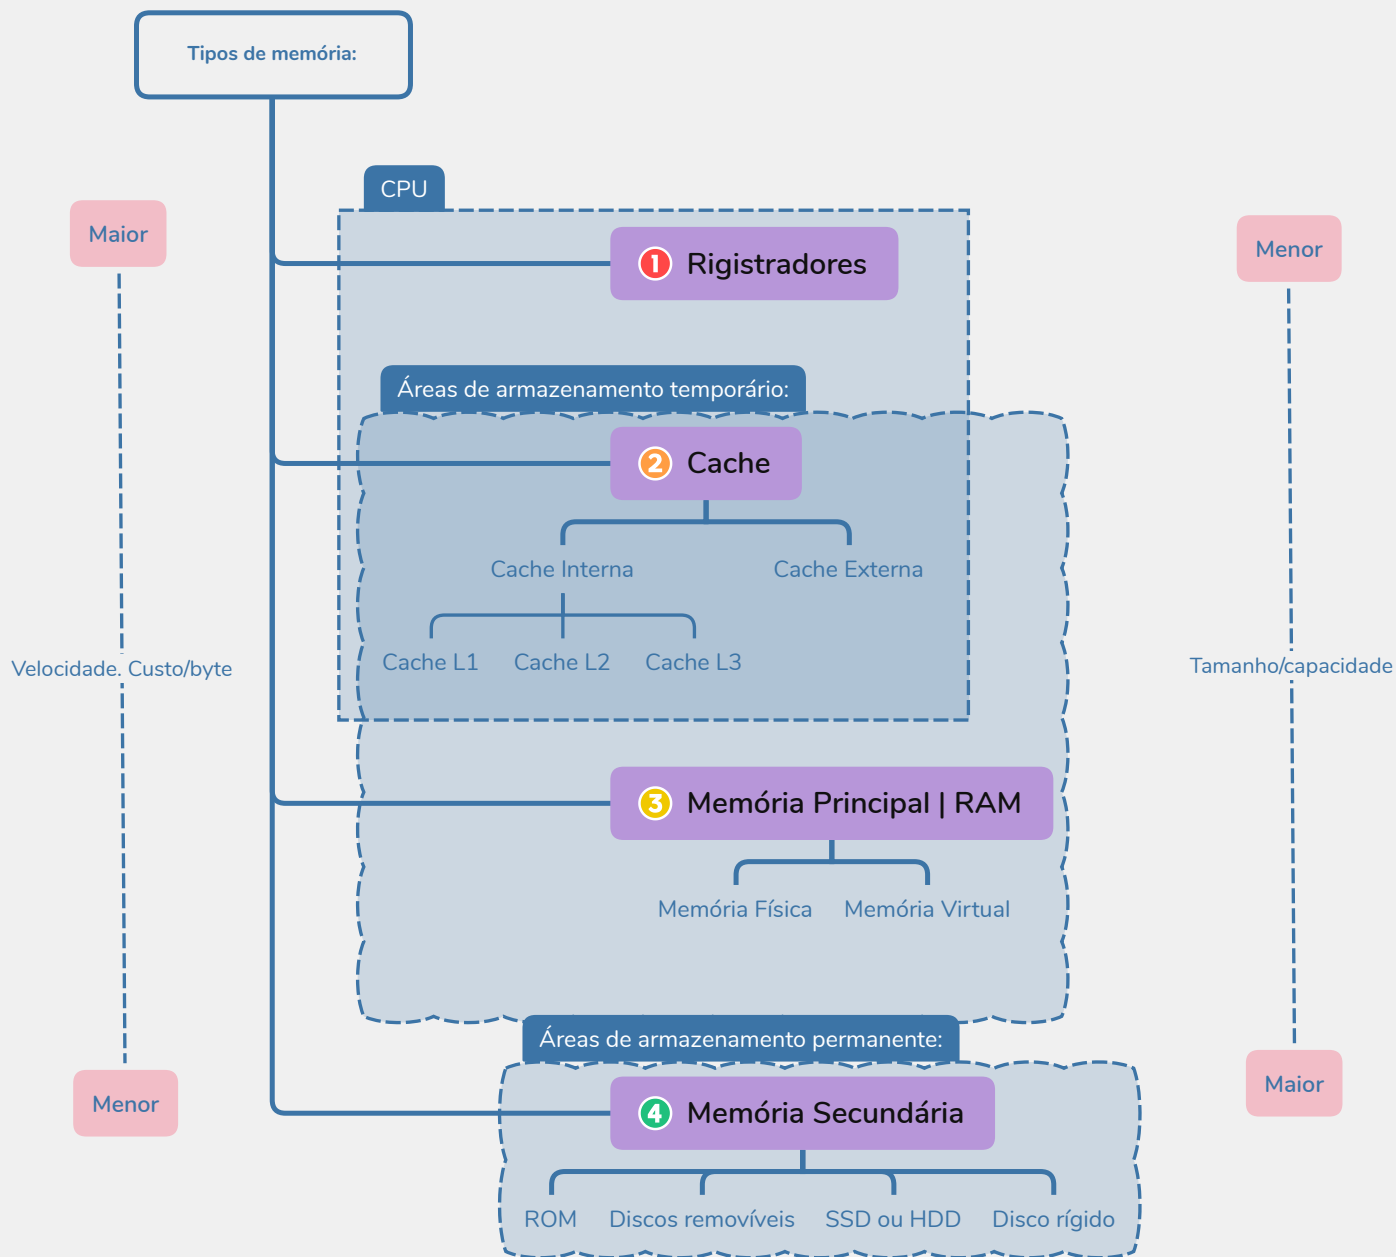 Tipos de memória:
CPU
Maior
Menor
1 Rigistradores
Áreas de armazenamento temporário:
2 Cache
Cache Interna
Cache Externa
Cache L1
Cache L2
Cache L3
Velocidade. Custo/byte
Tamanho/capacidade
3 Memória Principal | RAM
Memória Física
Memória Virtual
Áreas de armazenamento permanente:
Menor
Maior
4 Memória Secundária
ROM
Discos removíveis
SSD ou HDD
Disco rígido